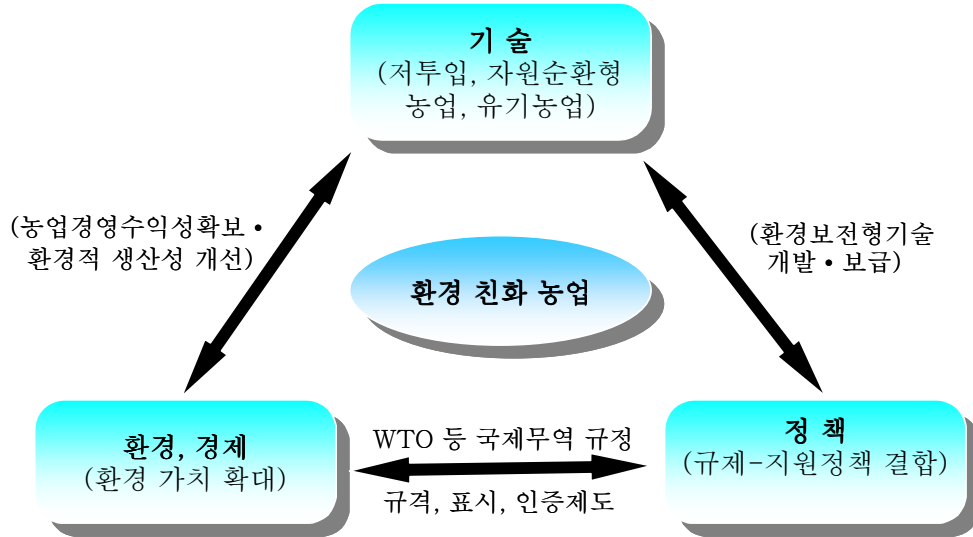 기 술
(저투입, 자원순환형
농업, 유기농업)
(농업경영수익성확보 •
환경적 생산성 개선)
(환경보전형기술
개발 • 보급)
환경 친화 농업
환경, 경제
(환경 가치 확대)
WTO 등 국제무역 규정
규격, 표시, 인증제도
정 책
(규제-지원정책 결합)